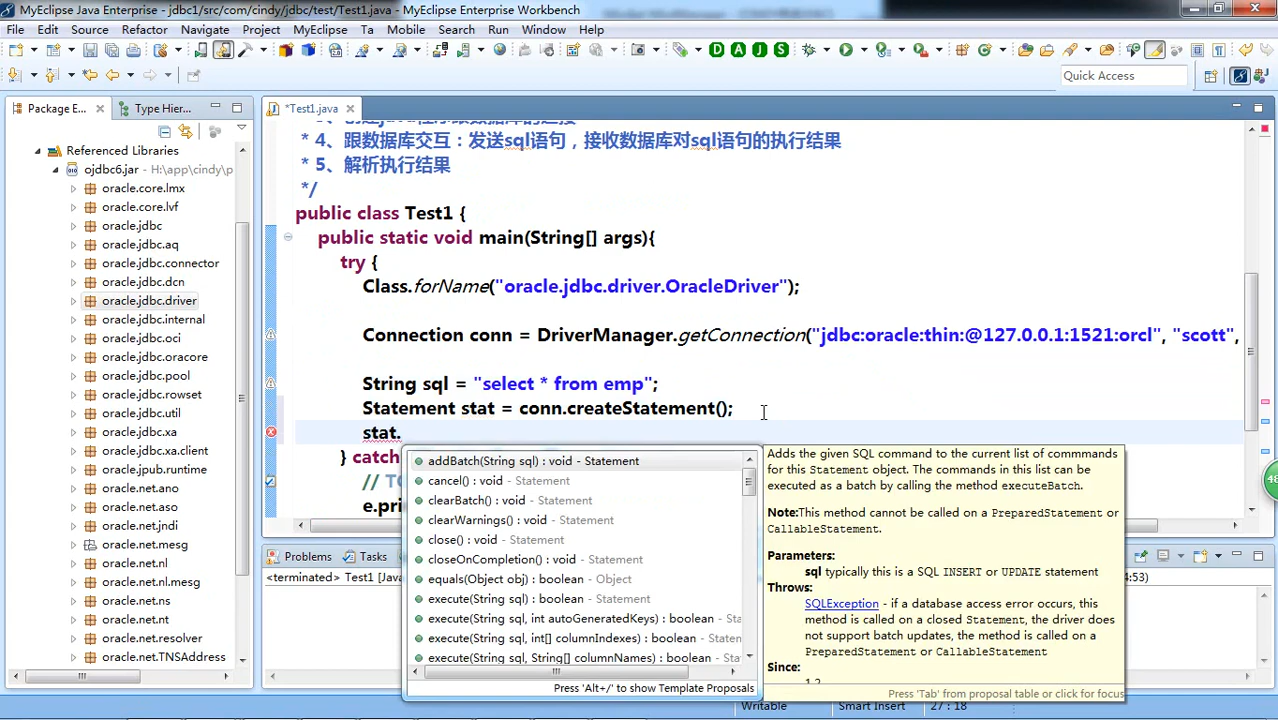 MyEclipse Java Enterprise - jdbc1/src/com/cindy/jdbc/test/Test1.java - MyEclipse Enterprise Workbench
File Edit Source Refactor Navigate Project MyEclipse Ta Mobile Search Run Window Help
Quick Access
Package E... Type Hier...
*Test1.java
Referenced Libraries
ojdbc6.jar - H:\app\cindy\p
oracle.core.lmx
oracle.core.lvf
oracle.jdbc
oracle.jdbc.aq
oracle.jdbc.connector
oracle.jdbc.dcn
oracle.jdbc.driver
oracle.jdbc.internal
oracle.jdbc.oci
oracle.jdbc.oracore
oracle.jdbc.pool
oracle.jdbc.rowset
oracle.jdbc.util
oracle.jdbc.xa
oracle.jdbc.xa.client
oracle.jpub.runtime
oracle.net.ano
oracle.net.aso
oracle.net.jndi
oracle.net.mesg
oracle.net.nl
oracle.net.nl.mesg
oracle.net.ns
oracle.net.nt
oracle.net.resolver
oracle.net.TNSAddress
* 4、跟数据库交互：发送sql语句，接收数据库对sql语句的执行结果
* 5、解析执行结果
*/
public class Test1 {
public static void main(String[] args){
try {
Class.forName("oracle.jdbc.driver.OracleDriver");
Connection conn = DriverManager.getConnection("jdbc:oracle:thin:@127.0.0.1:1521:orcl", "scott",
String sql = "select * from emp";
Statement stat = conn.createStatement();
stat.
} catch
// TO
e.pri
addBatch(String sql) : void - Statement
cancel() : void - Statement
clearBatch() : void - Statement
clearWarnings() : void - Statement
close() : void - Statement
closeOnCompletion() : void - Statement
equals(Object obj) : boolean - Object
execute(String sql) : boolean - Statement
execute(String sql, int autoGeneratedKeys) : boolean - Sta
execute(String sql, int[] columnIndexes) : boolean - Statem
execute(String sql, String[] columnNames) : boolean - Sta
Press 'Alt+/' to show Template Proposals
Adds the given SQL command to the current list of commmands
for this Statement object. The commands in this list can be
executed as a batch by calling the method executeBatch.
Note:This method cannot be called on a PreparedStatement or
CallableStatement.
Parameters:
sql typically this is a SQL INSERT or UPDATE statement
Throws:
SQLException - if a database access error occurs, this
method is called on a closed Statement, the driver does
not support batch updates, the method is called on a
PreparedStatement or CallableStatement
Since:
1.2
Press 'Tab' from proposal table or click for focus
Problems Tasks
<terminated> Test1 [Java
4:53)
48
Writable Smart Insert 27 : 18